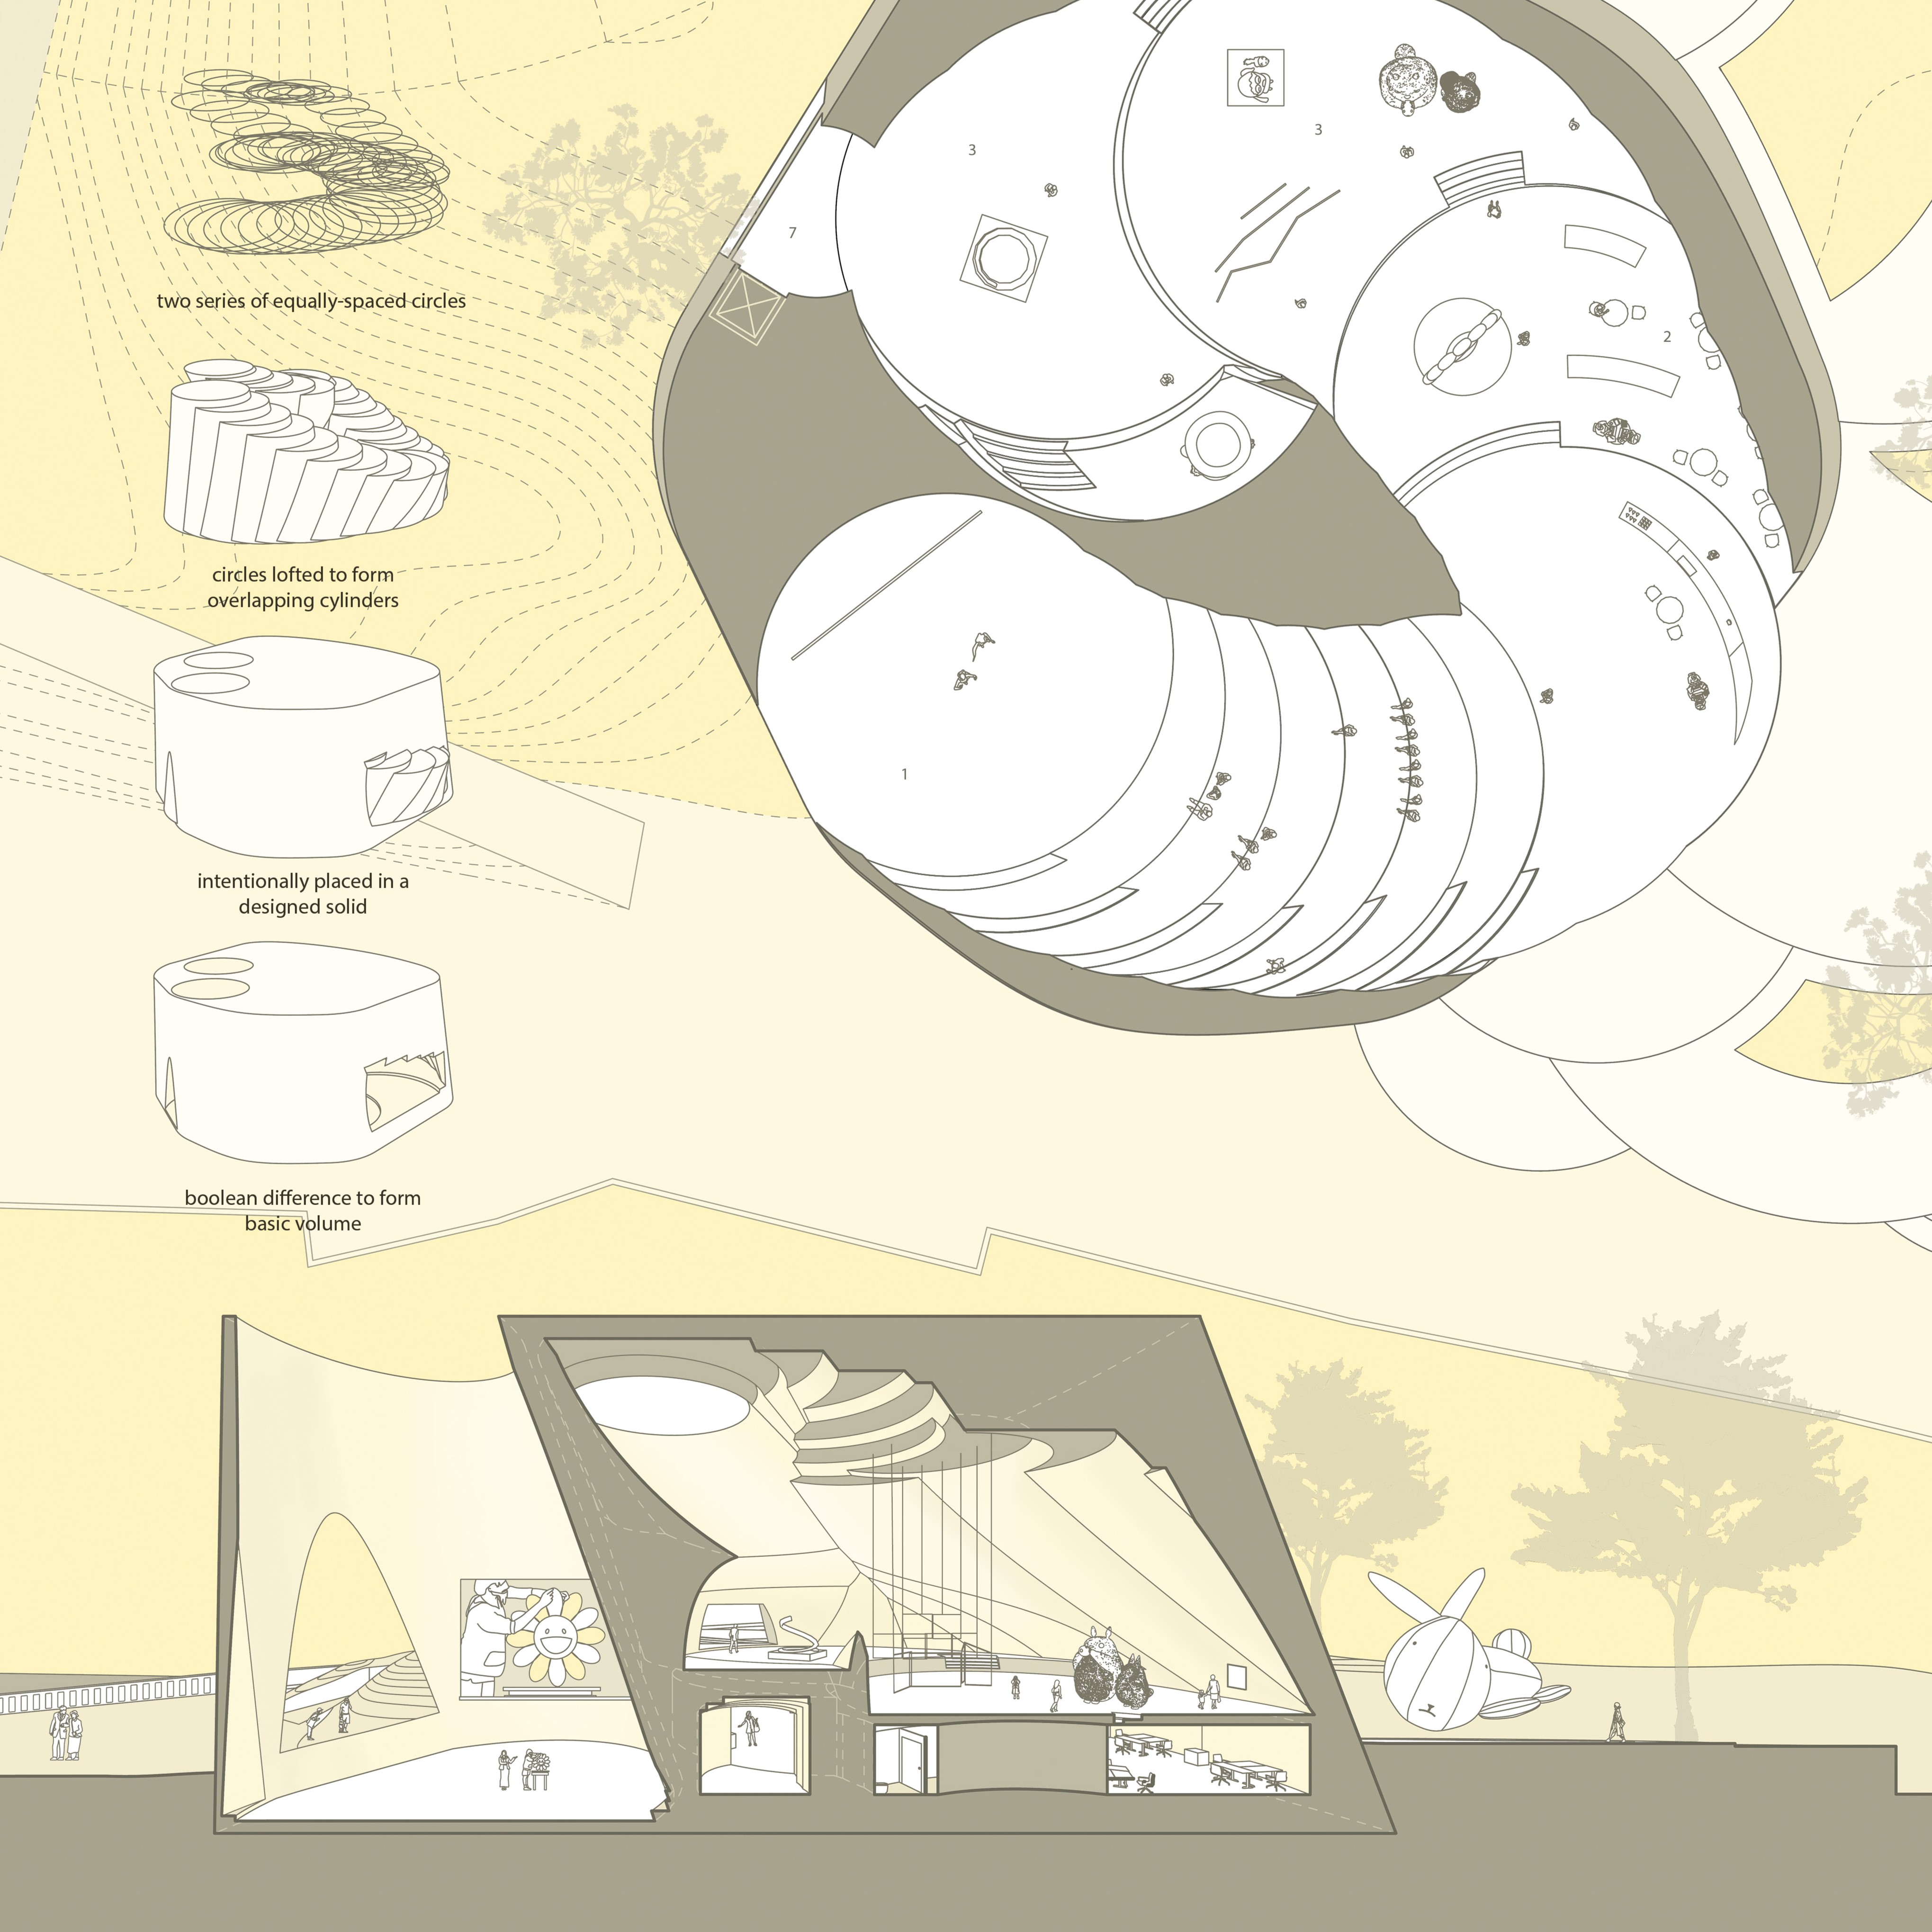 two series of equally-spaced circles
circles lofted to form
overlapping cylinders
intentionally placed in a
designed solid
boolean difference to form
basic volume
3
3
7
2
1